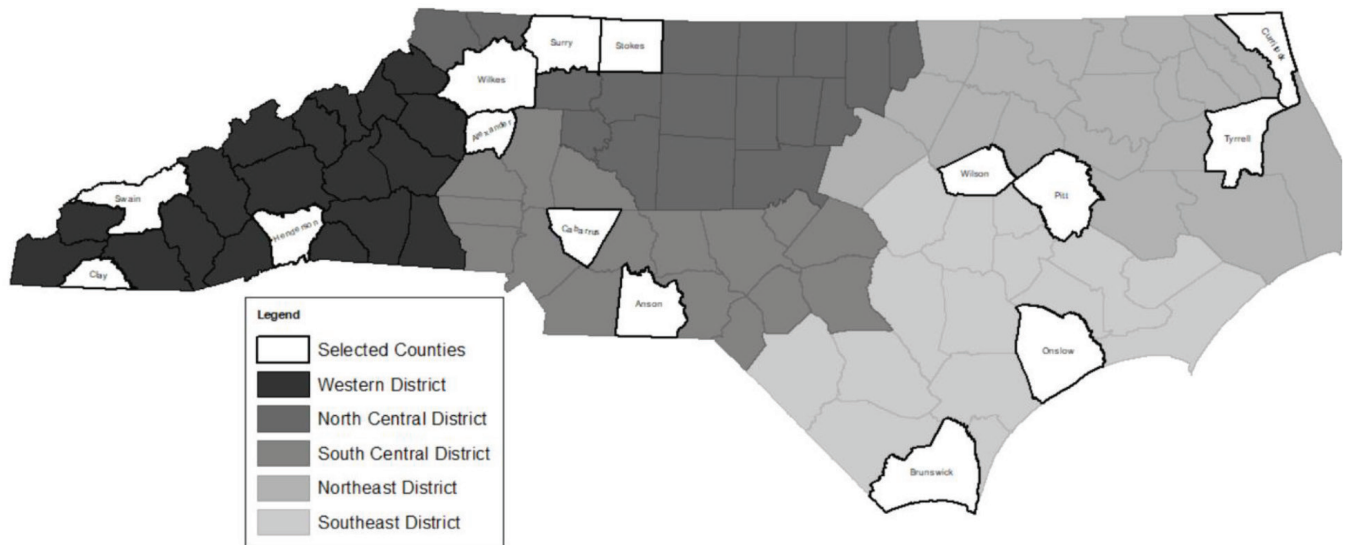 Surry
Stokes
Currituck
Wilkes
Alexander
Tyrrell
Wilson
Pitt
Swain
Henderson
Cabarrus
Clay
Anson
Onslow
Brunswick
Legend
Selected Counties
Western District
North Central District
South Central District
Northeast District
Southeast District